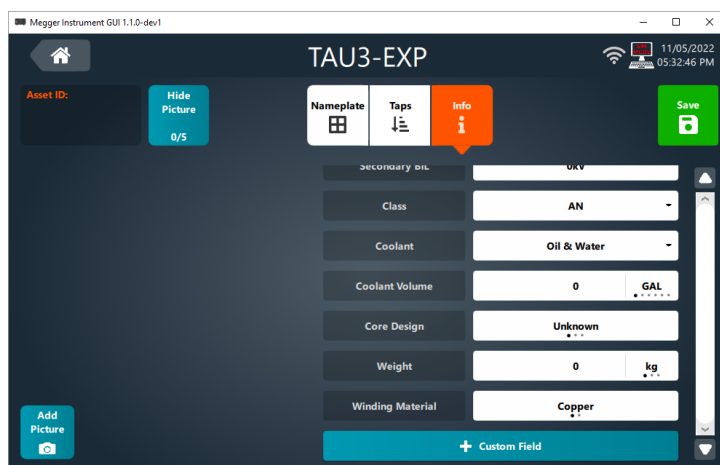 Megger Instrument GUI 1.1.0-dev1
TAU3-EXP
11/05/2022
05:32:46 PM
Asset ID:
Hide
Picture
0/5
Nameplate
Taps
Info
Save
Secondary BIL
0kV
Class
AN
Coolant
Oil & Water
Coolant Volume
0
GAL
Core Design
Unknown
Weight
0
kg
Winding Material
Copper
Add
Picture
+ Custom Field